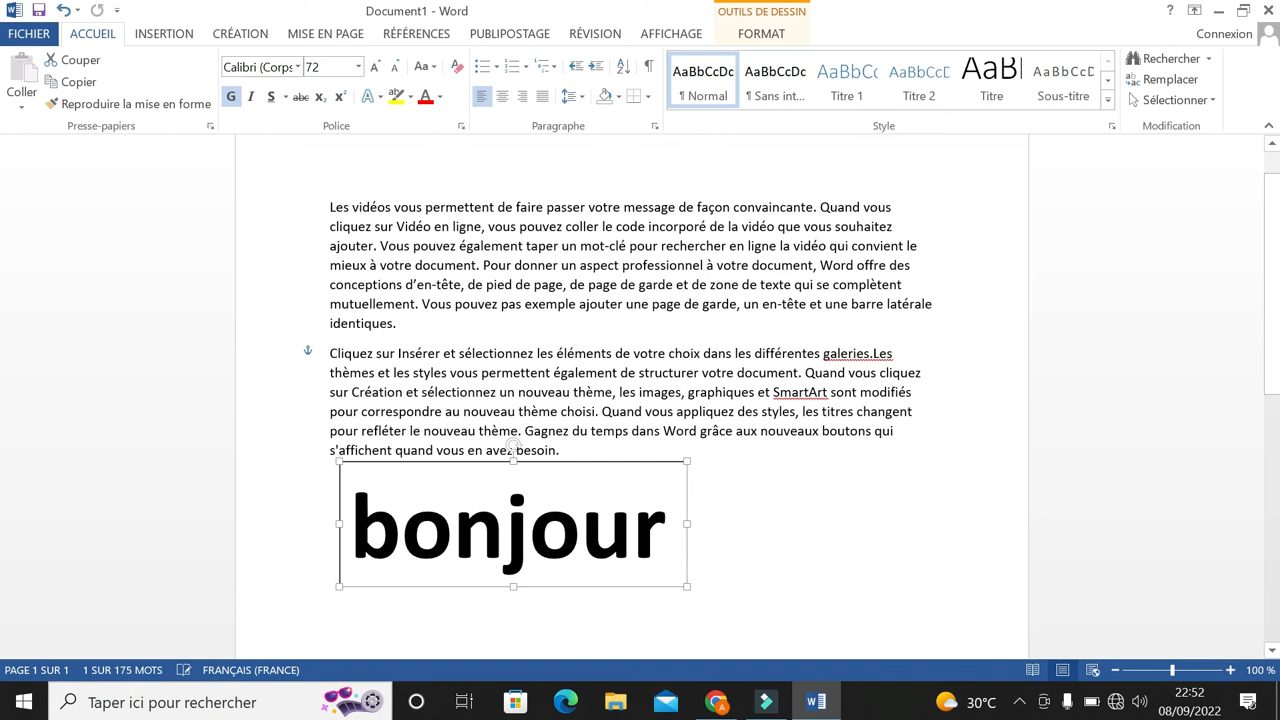 Document1 - Word
OUTILS DE DESSIN
?
FICHIER
ACCUEIL
INSERTION
CRÉATION
MISE EN PAGE
RÉFÉRENCES
PUBLIPOSTAGE
RÉVISION
AFFICHAGE
FORMAT
Connexion
Coller
Couper
Copier
Reproduire la mise en forme
Presse-papiers
Calibri (Corps
72
Police
Paragraphe
AaBbCcDc
¶ Normal
AaBbCcDc
¶ Sans int...
AaBbCc
Titre 1
AaBbCcC
Titre 2
AaB
Titre
AaBbCcD
Sous-titre
Style
Rechercher
Remplacer
Sélectionner
Modification
Les vidéos vous permettent de faire passer votre message de façon convaincante. Quand vous
cliquez sur Vidéo en ligne, vous pouvez coller le code incorporé de la vidéo que vous souhaitez
ajouter. Vous pouvez également taper un mot-clé pour rechercher en ligne la vidéo qui convient le
mieux à votre document. Pour donner un aspect professionnel à votre document, Word offre des
conceptions d’en-tête, de pied de page, de page de garde et de zone de texte qui se complètent
mutuellement. Vous pouvez pas exemple ajouter une page de garde, un en-tête et une barre latérale
identiques.
Cliquez sur Insérer et sélectionnez les éléments de votre choix dans les différentes galeries.Les
thèmes et les styles vous permettent également de structurer votre document. Quand vous cliquez
sur Création et sélectionnez un nouveau thème, les images, graphiques et SmartArt sont modifiés
pour correspondre au nouveau thème choisi. Quand vous appliquez des styles, les titres changent
pour refléter le nouveau thème. Gagnez du temps dans Word grâce aux nouveaux boutons qui
s'affichent quand vous en avez besoin.
bonjour
PAGE 1 SUR 1
1 SUR 175 MOTS
FRANÇAIS (FRANCE)
100 %
Taper ici pour rechercher
30°C
22:52
08/09/2022